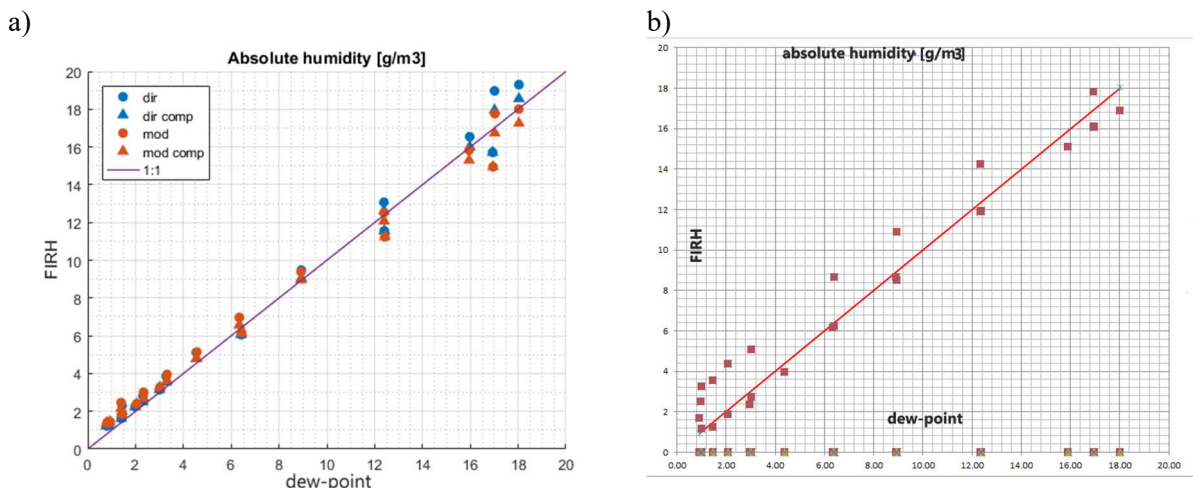 a)
Absolute humidity [g/m3]
20
18
16
14
12
10
8
6
4
2
0
FIRH
dir
dir comp
mod
mod comp
1:1
0 2 4 6 8 10 12 14 16 18 20
dew-point
b)
absolute humidity [g/m3]
20
18
16
14
12
10
8
6
4
2
0
FIRH
dew-point
0.00 2.00 4.00 6.00 8.00 10.00 12.00 14.00 16.00 18.00 20.00